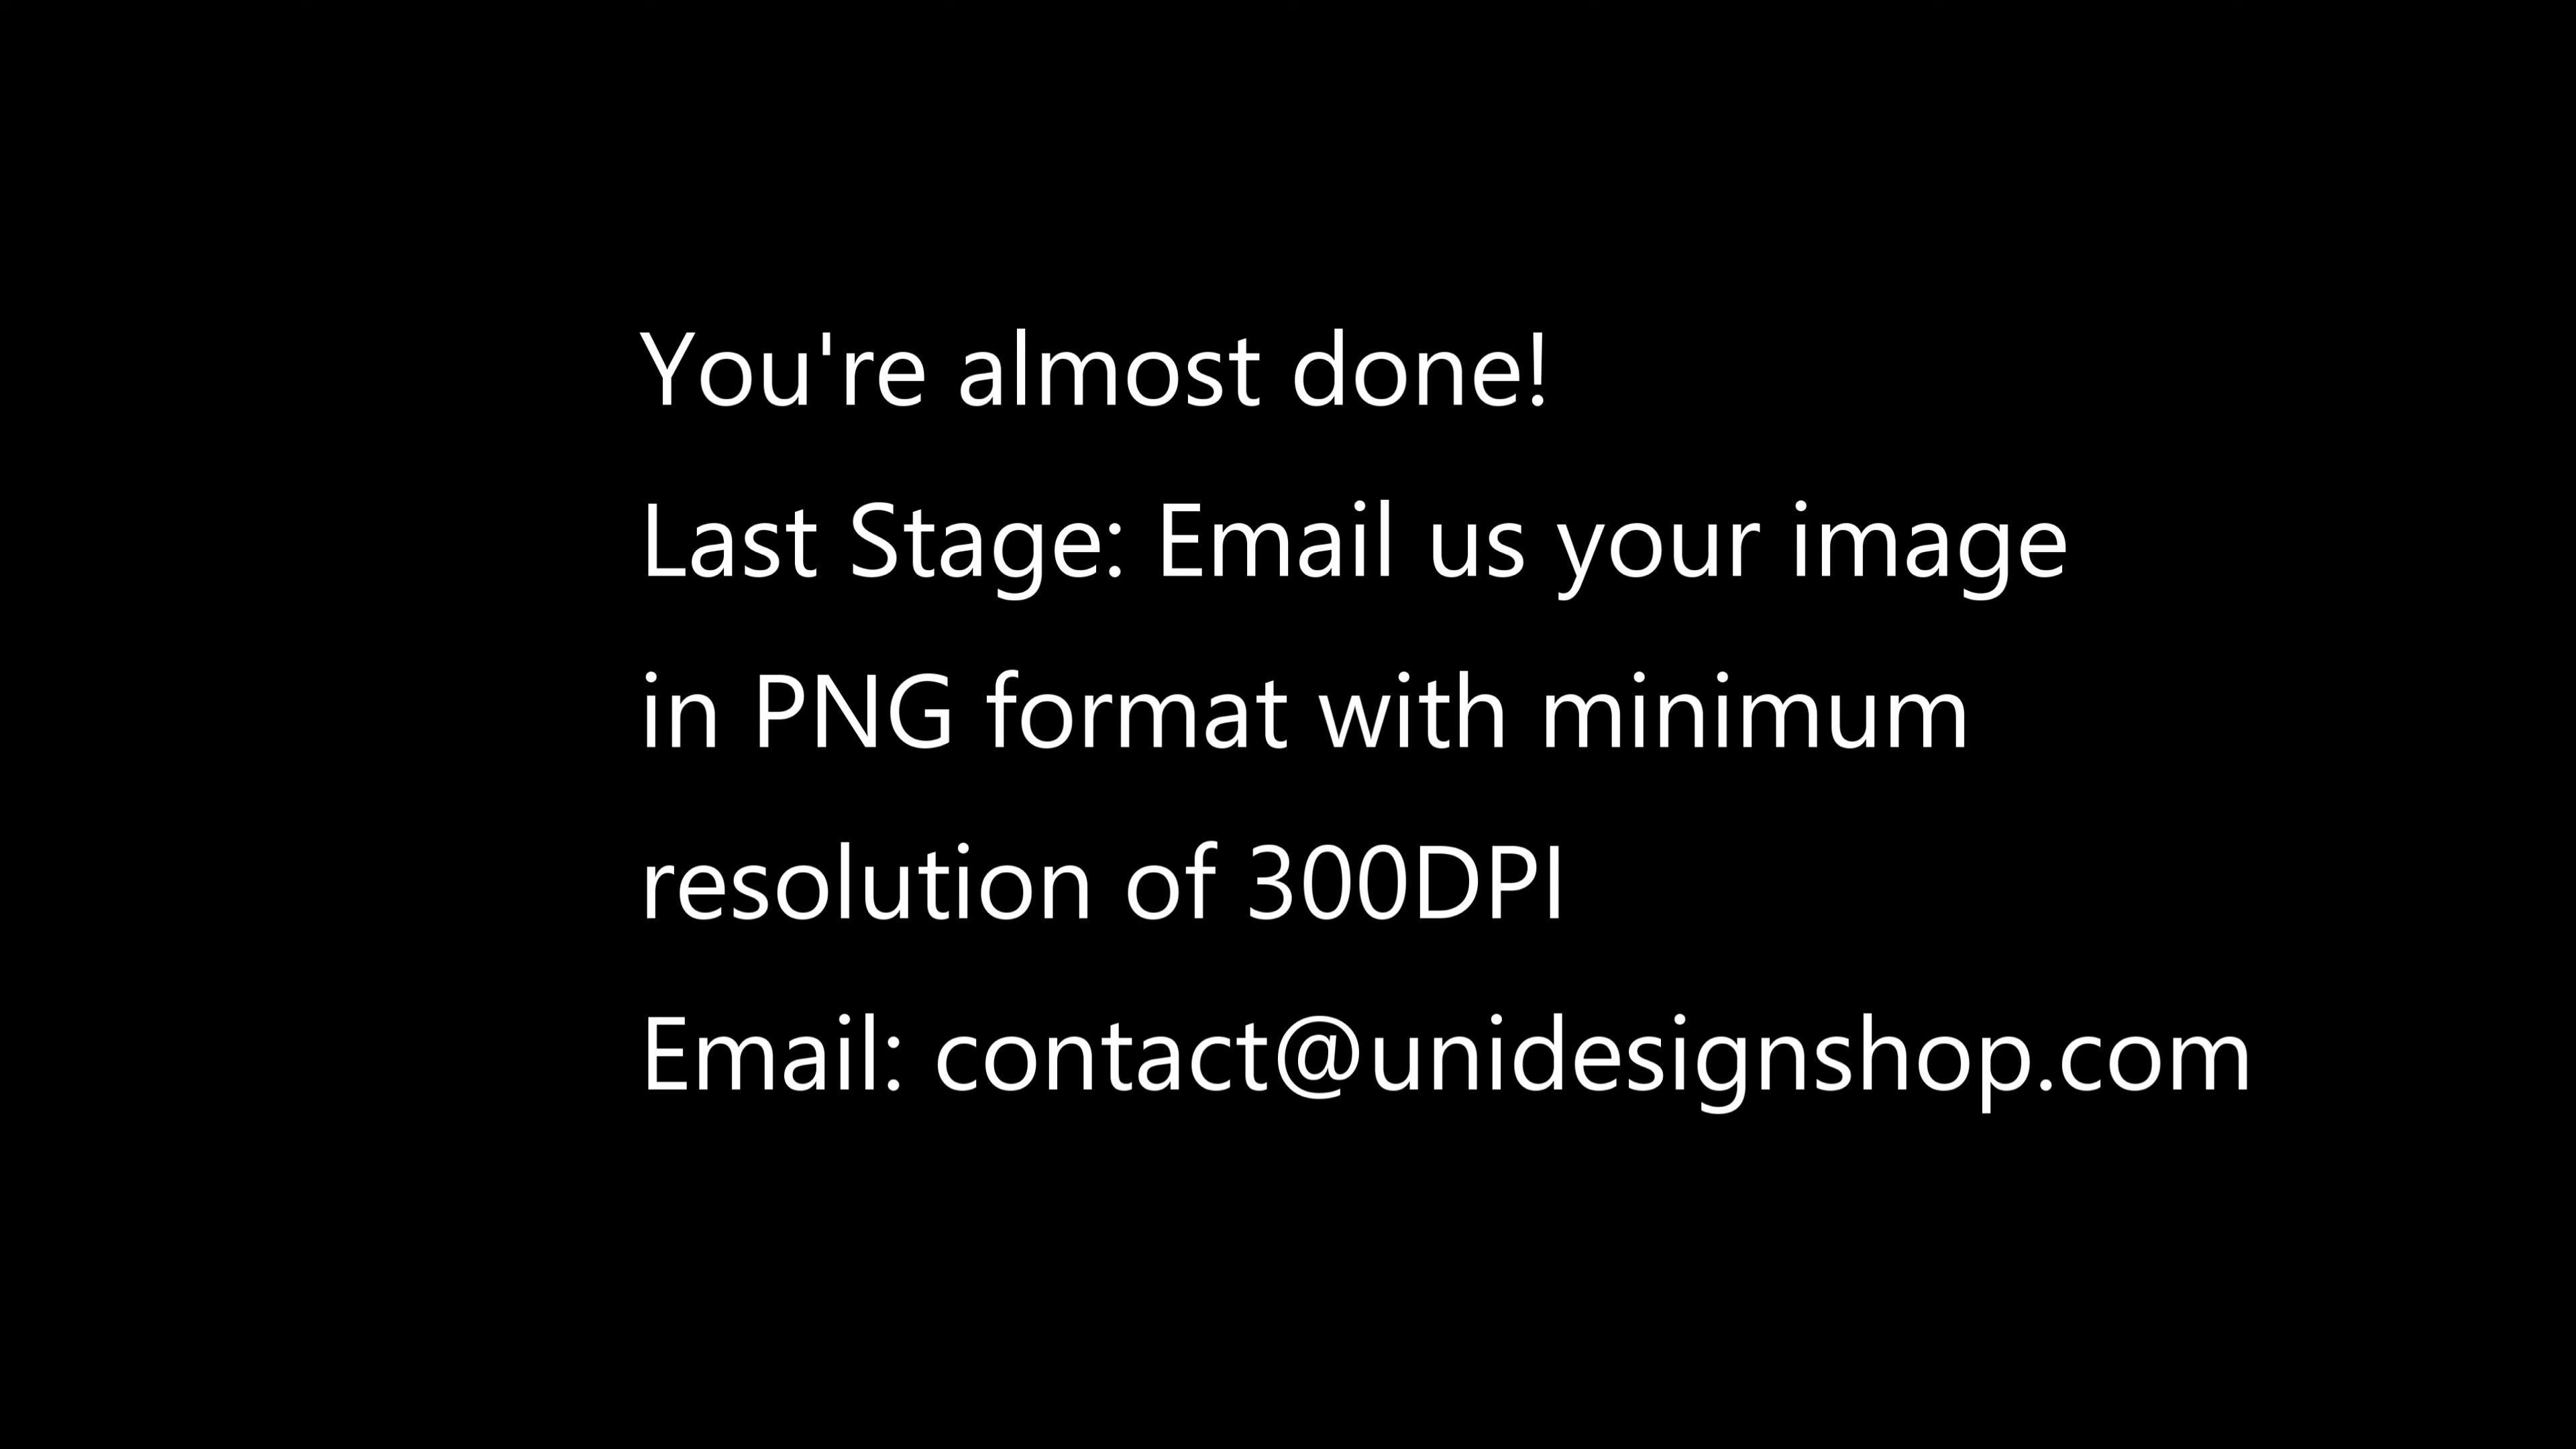 You're almost done!
Last Stage: Email us your image
in PNG format with minimum
resolution of 300DPI
Email: contact@unidesignshop.com